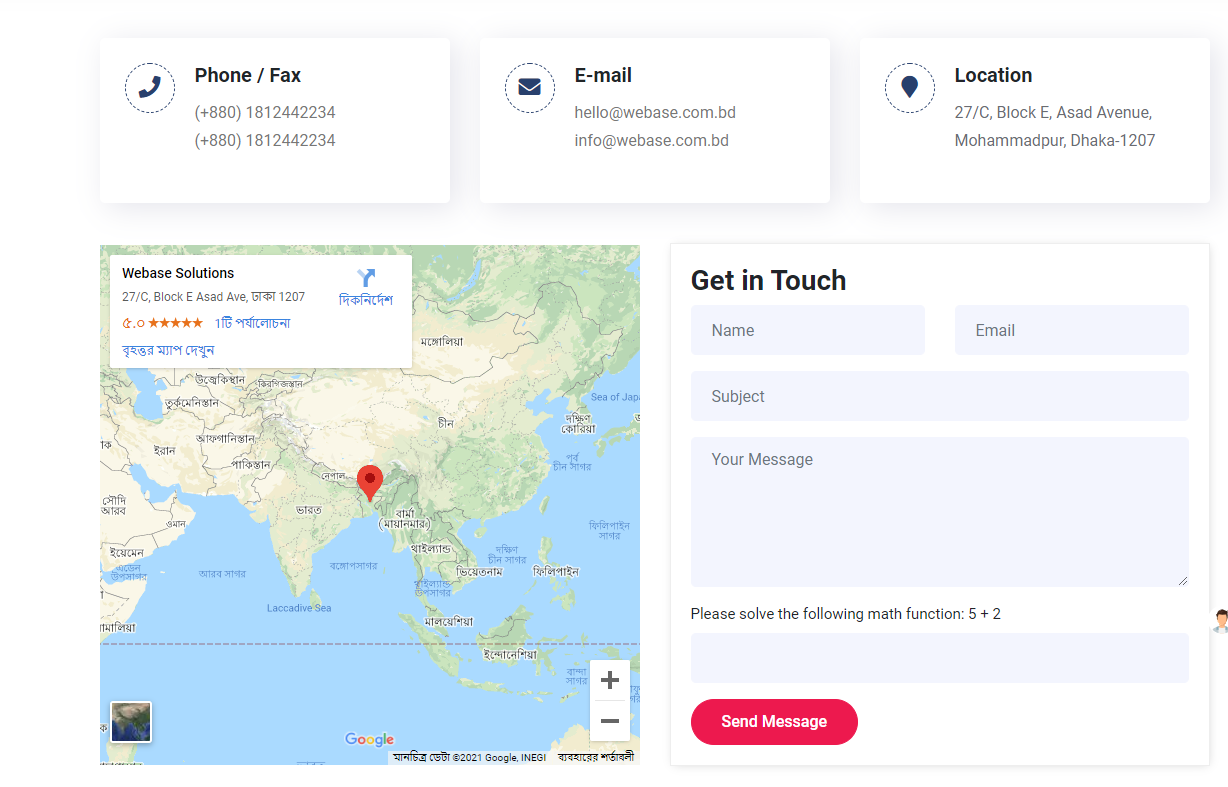 Phone / Fax
(+880) 1812442234
(+880) 1812442234
E-mail
hello@webase.com.bd
info@webase.com.bd
Location
27/C, Block E, Asad Avenue,
Mohammadpur, Dhaka-1207
Webase Solutions
27/C, Block E Asad Ave, ঢাকা 1207
৫.০ ★★★★★ 1টি পর্যালোচনা
বৃহত্তর ম্যাপ দেখুন
দিকনির্দেশ
মঙ্গোলিয়া
উজ্বেকিস্থান
কিরগিজস্তান
তুর্কমেনিস্তান
Sea of Japa
চীন
দক্ষিণ
কোরিয়া
আফগানিস্তান
ইরান
পাকিস্তান
পূর্ব
চীন সাগর
নেপাল
সৌদি
আরব
ভারত
ওমান
বার্মা
(মায়ানমার)
ফিলিপাইন
সাগর
থাইল্যান্ড
ইয়েমেন
দক্ষিণ
চীন সাগর
বঙ্গোপসাগর
আরব সাগর
এডেন
উপসাগর
ভিয়েতনাম
ফিলিপাইন
থাইল্যান্ড
উপসাগর
Laccadive Sea
মালয়েশিয়া
মালিয়া
ইন্দোনেশিয়া
বান্দা
সাগর
Google
মানচিত্র ডেটা ©2021 Google, INEGI
ব্যবহারের শর্তাবলী
Get in Touch
Name
Email
Subject
Your Message
Please solve the following math function: 5 + 2
Send Message